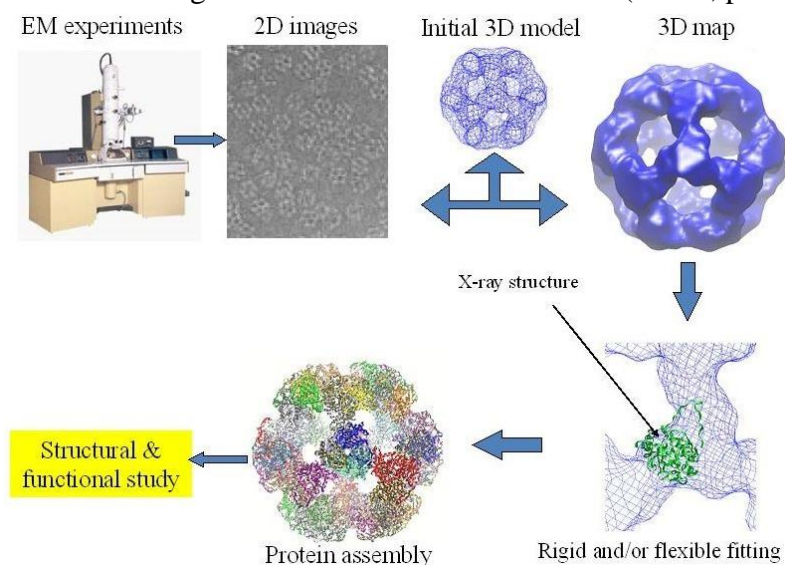 EM experiments
2D images
Initial 3D model
3D map
X-ray structure
Structural &
functional study
Protein assembly
Rigid and/or flexible fitting